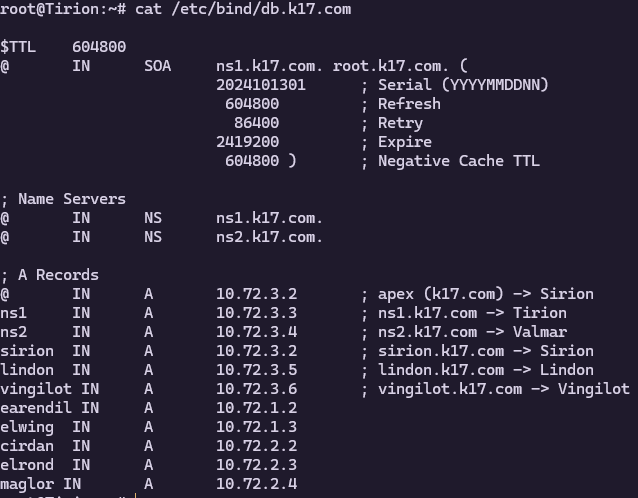 root@Tirion:~# cat /etc/bind/db.k17.com
$TTL    604800
@       IN      SOA     ns1.k17.com. root.k17.com. (
                        2024101301      ; Serial (YYYYMMDDNN)
                         604800         ; Refresh
                          86400         ; Retry
                        2419200         ; Expire
                         604800 )       ; Negative Cache TTL
; Name Servers
@       IN      NS      ns1.k17.com.
@       IN      NS      ns2.k17.com.
; A Records
@       IN      A       10.72.3.2       ; apex (k17.com) -> Sirion
ns1     IN      A       10.72.3.3       ; ns1.k17.com -> Tirion
ns2     IN      A       10.72.3.4       ; ns2.k17.com -> Valmar
sirion  IN      A       10.72.3.2       ; sirion.k17.com -> Sirion
lindon  IN      A       10.72.3.5       ; lindon.k17.com -> Lindon
vingilot IN     A       10.72.3.6       ; vingilot.k17.com -> Vingilot
earendil IN     A       10.72.1.2
elwing  IN      A       10.72.1.3
cirdan  IN      A       10.72.2.2
elrond  IN      A       10.72.2.3
maglor IN       A       10.72.2.4